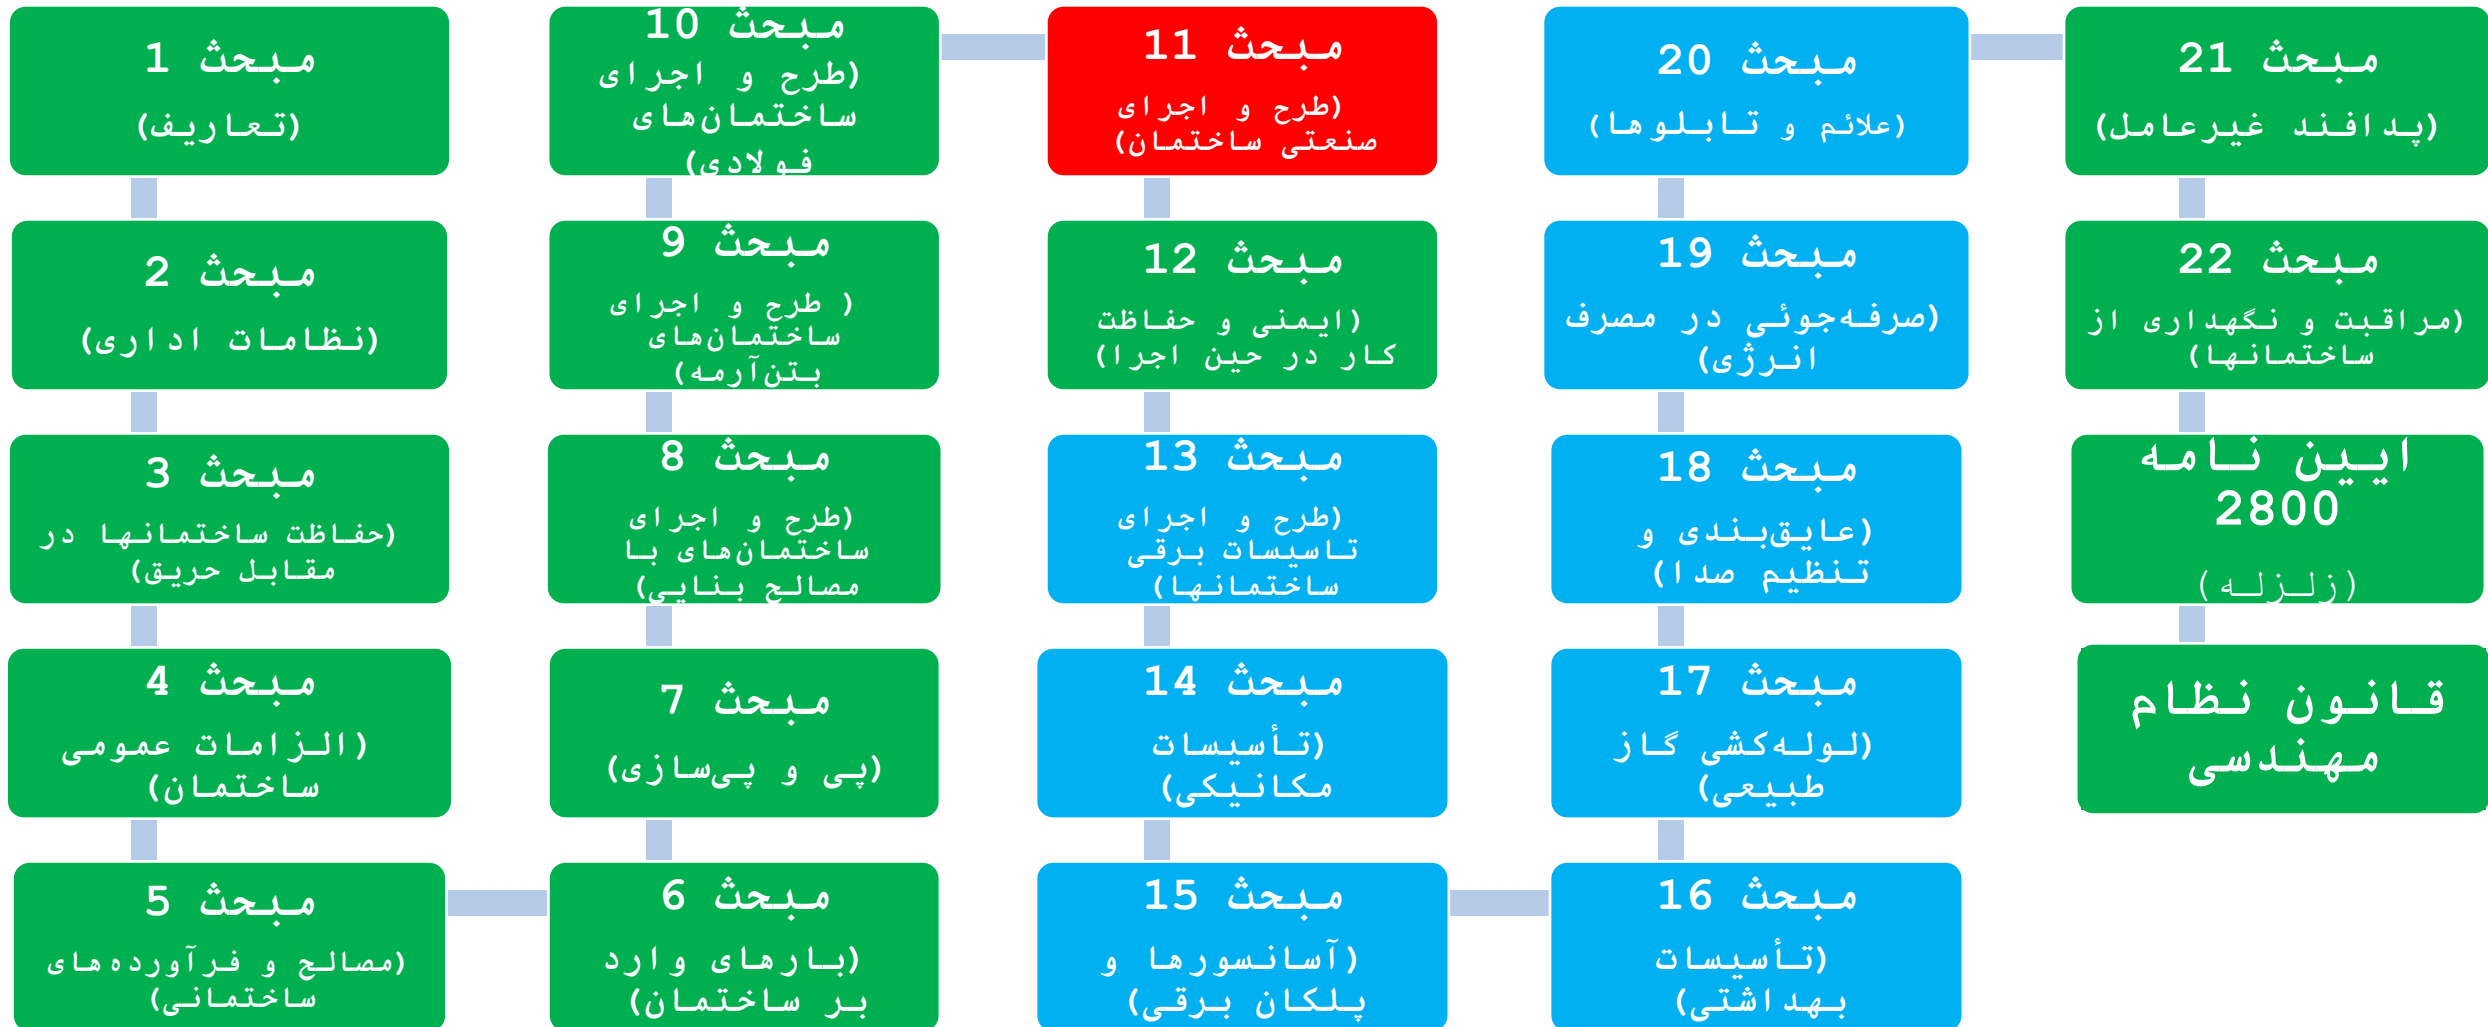 مبحث 1
(تعاریف)
مبحث 2
(نظامات اداری)
مبحث 3
(حفاظت ساختمانها در
مقابل حریق)
مبحث 4
(الزامات عمومی
ساختمان)
مبحث 5
(مصالح و فرآورده‌های
ساختمانی)
مبحث 6
(بارهای وارد
بر ساختمان)
مبحث 7
(پی و پی‌سازی)
مبحث 8
(طرح و اجرای
ساختمان‌های با
مصالح بنایی)
مبحث 9
( طرح و اجرای
ساختمان‌های
بتن‌آرمه)
مبحث 10
(طرح و اجرای
ساختمان‌های
فولادی)
مبحث 11
(طرح و اجرای
صنعتی ساختمان)
مبحث 12
(ایمنی و حفاظت
کار در حین اجرا)
مبحث 13
(طرح و اجرای
تاسیسات برقی
ساختمانها)
مبحث 14
(تأسیسات
مکانیکی)
مبحث 15
(آسانسورها و
پلکان برقی)
مبحث 16
(تأسیسات
بهداشتی)
مبحث 17
(لوله‌کشی گاز
طبیعی)
مبحث 18
(عایق‌بندی و
تنظیم صدا)
مبحث 19
(صرفه‌جوئی در مصرف
انرژی)
مبحث 20
(علائم و تابلوها)
مبحث 21
(پدافند غیرعامل)
مبحث 22
(مراقبت و نگهداری از
ساختمانها)
ایین نامه
2800
(زلزله)
قانون نظام
مهندسی